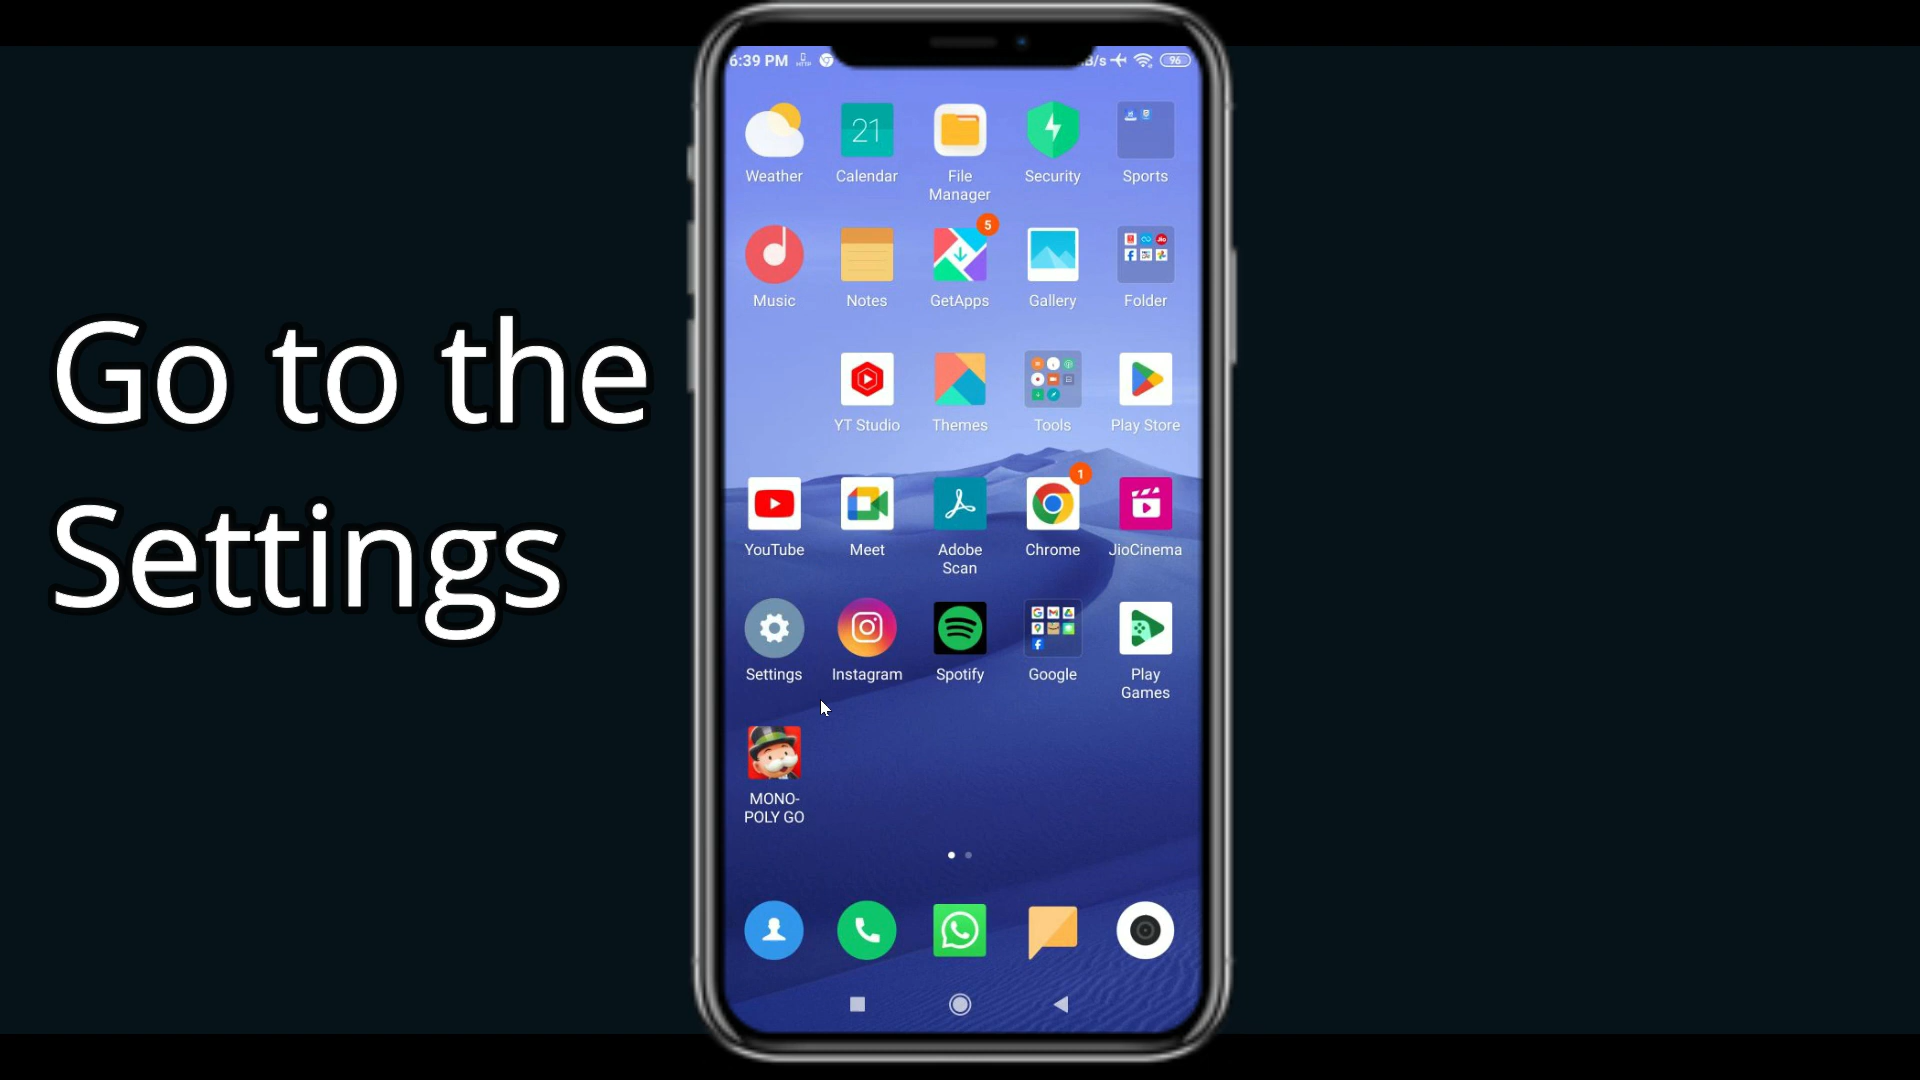 Go to the
Settings
6:39 PM
B/s
96
Weather
Calendar
21
File
Manager
Security
Sports
Music
Notes
5
GetApps
Gallery
Folder
YT Studio
Themes
Tools
Play Store
YouTube
Meet
Adobe
Scan
1
Chrome
JioCinema
Settings
Instagram
Spotify
Google
Play
Games
MONO-
POLY GO